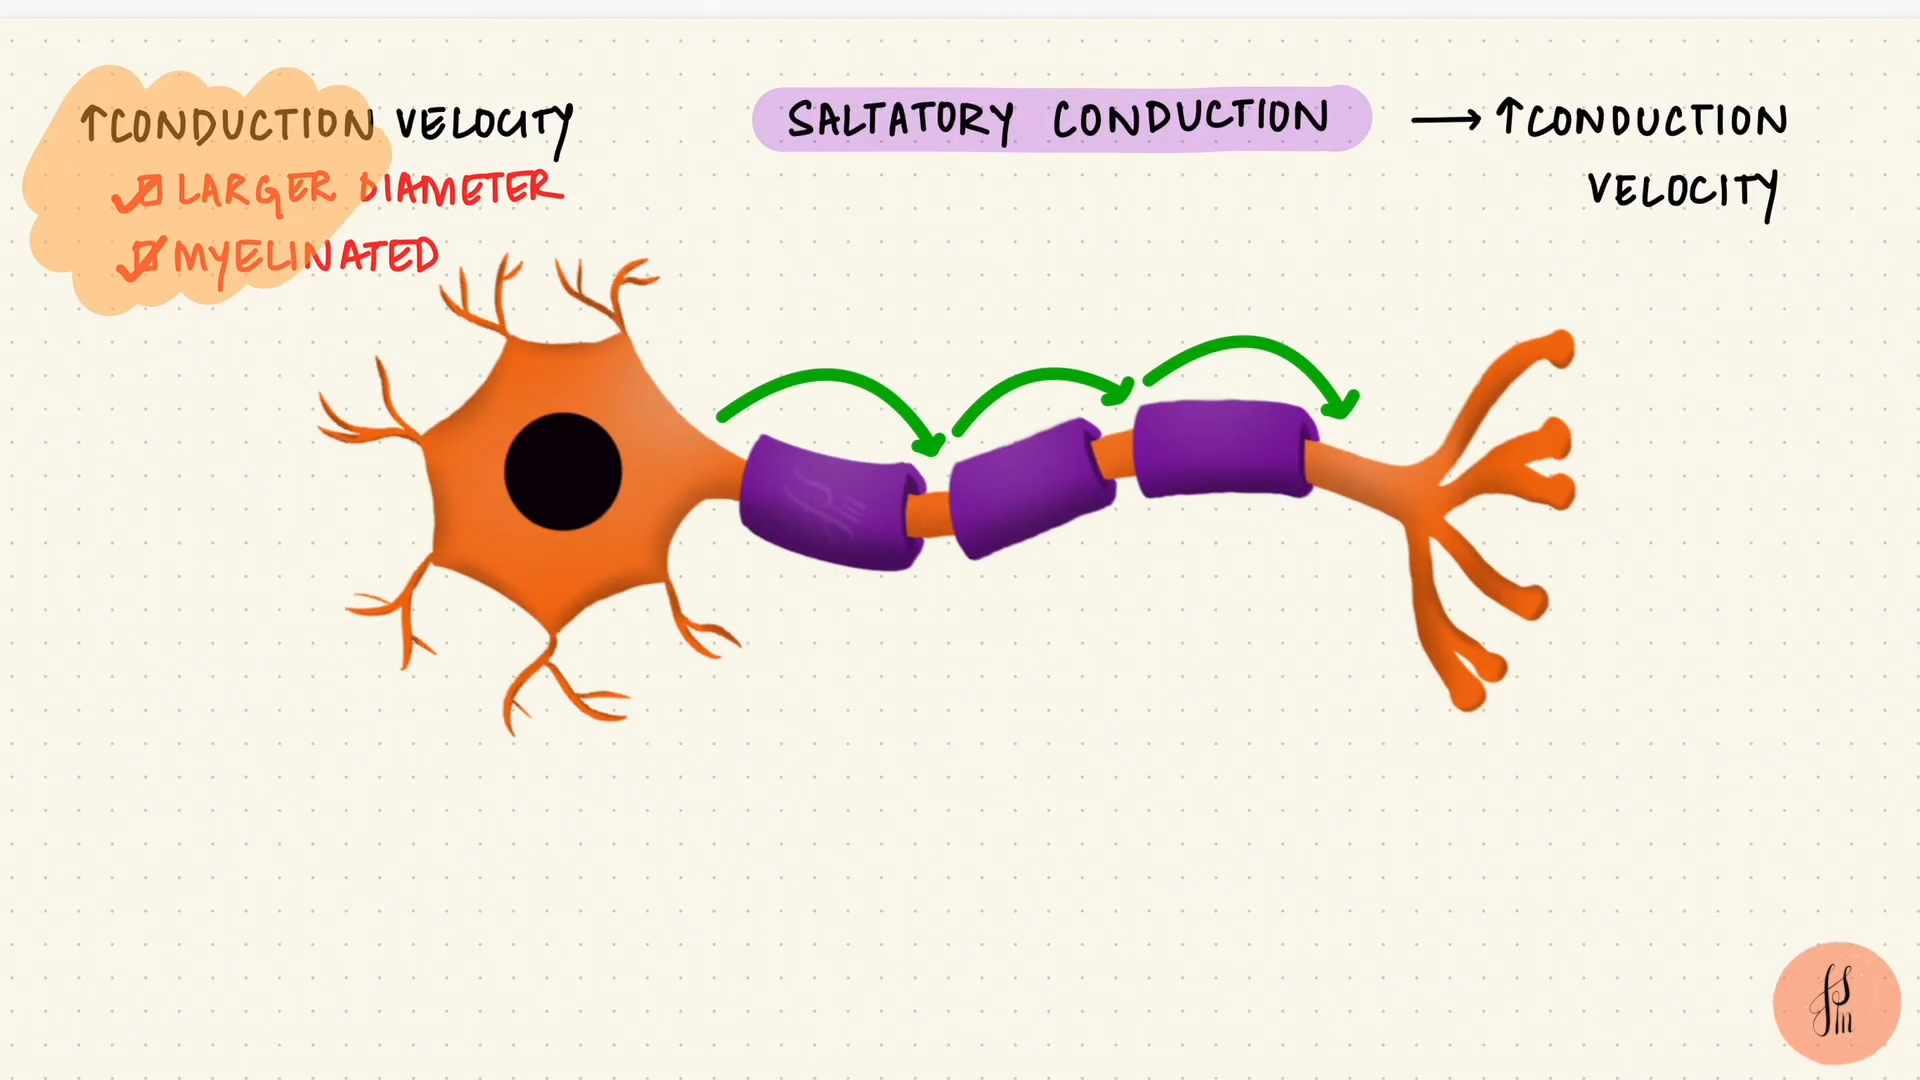 ↑CONDUCTION VELOCITY
☑ LARGER DIAMETER
☑ MYELINATED
SALTATORY CONDUCTION → ↑CONDUCTION
VELOCITY